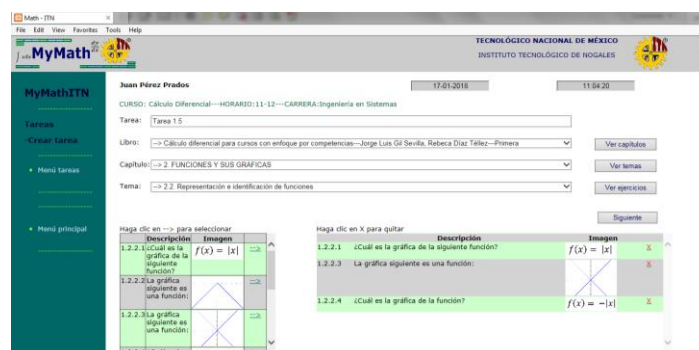 Math - ITN
File Edit View Favorites Tools Help
MyMath
ITN
TECNOLÓGICO NACIONAL DE MÉXICO
INSTITUTO TECNOLÓGICO DE NOGALES
MyMathITN
Tareas
-Crear tarea
Menú tareas
Menú principal
Juan Pérez Prados
17-01-2018
11:04:20
CURSO: Cálculo Diferencial---HORARIO:11-12---CARRERA:Ingeniería en Sistemas
Tarea: Tarea 1.5
Libro: --> Cálculo diferencial para cursos con enfoque por competencias---Jorge Luis Gil Sevilla, Rebeca Díaz Téllez---Primera
Ver capítulos
Capítulo: --> 2. FUNCIONES Y SUS GRÁFICAS
Ver temas
Tema: --> 2.2. Representación e identificación de funciones
Ver ejercicios
Siguiente
Haga clic en --> para seleccionar
Descripción Imagen
1.2.2.1 ¿Cuál es la gráfica de la siguiente función? f(x) = |x| -->
1.2.2.2 La gráfica siguiente es una función: -->
1.2.2.3 La gráfica siguiente es una función: -->
Haga clic en X para quitar
Descripción Imagen
1.2.2.1 ¿Cuál es la gráfica de la siguiente función? f(x) = |x| X
1.2.2.3 La gráfica siguiente es una función: X
1.2.2.4 ¿Cuál es la gráfica de la función? f(x) = −|x| X